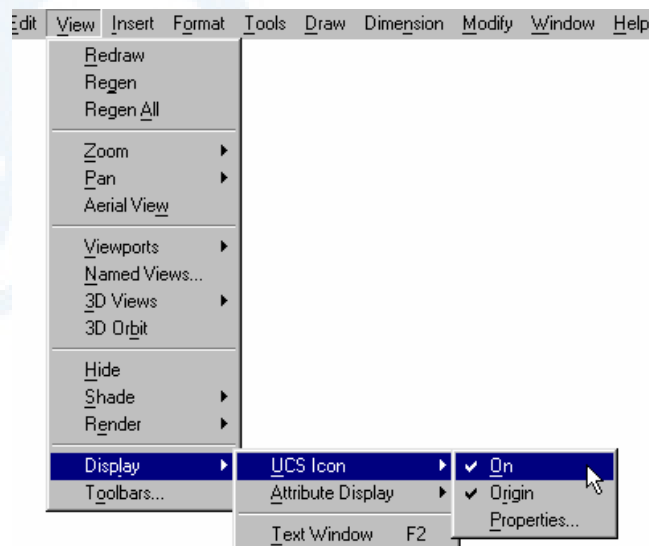 Edit View Insert Format Tools Draw Dimension Modify Window Help
Redraw
Regen
Regen All
Zoom
Pan
Aerial View
Viewports
Named Views...
3D Views
3D Orbit
Hide
Shade
Render
Display
UCS Icon
On
Toolbars...
Attribute Display
Origin
Properties...
Text Window F2